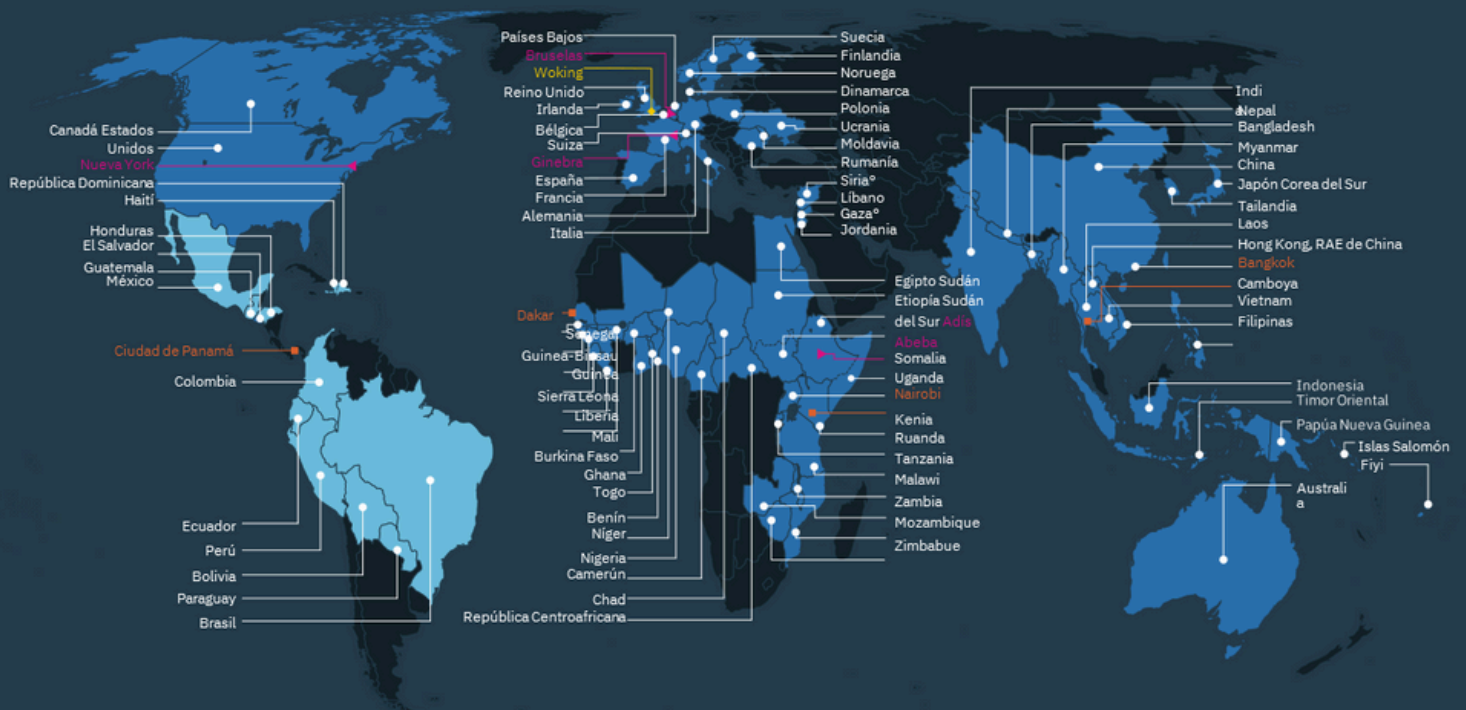 Canadá Estados
Unidos
Nueva York
República Dominicana
Haití
Honduras
El Salvador
Guatemala
México
Ciudad de Panamá
Colombia
Ecuador
Perú
Bolivia
Paraguay
Brasil
Países Bajos
Bruselas
Woking
Reino Unido
Irlanda
Bélgica
Suiza
Ginebra
España
Francia
Alemania
Italia
Suecia
Finlandia
Noruega
Dinamarca
Polonia
Ucrania
Moldavia
Rumanía
Siriaº
Líbano
Gazaº
Jordania
Dakar
Senegal
Guinea-Bissau
Guinea
Sierra Leona
Liberia
Malí
Burkina Faso
Ghana
Togo
Benín
Níger
Nigeria
Camerún
Chad
República Centroafricana
Egipto Sudán
Etiopía Sudán
del Sur Adís
Abeba
Somalia
Uganda
Nairobi
Kenia
Ruanda
Tanzania
Malawi
Zambia
Mozambique
Zimbabue
Indi
a
Nepal
Bangladesh
Myanmar
China
Japón Corea del Sur
Tailandia
Laos
Hong Kong, RAE de China
Bangkok
Camboya
Vietnam
Filipinas
Indonesia
Timor Oriental
Papúa Nueva Guinea
Islas Salomón
Fiyi
Australi
a